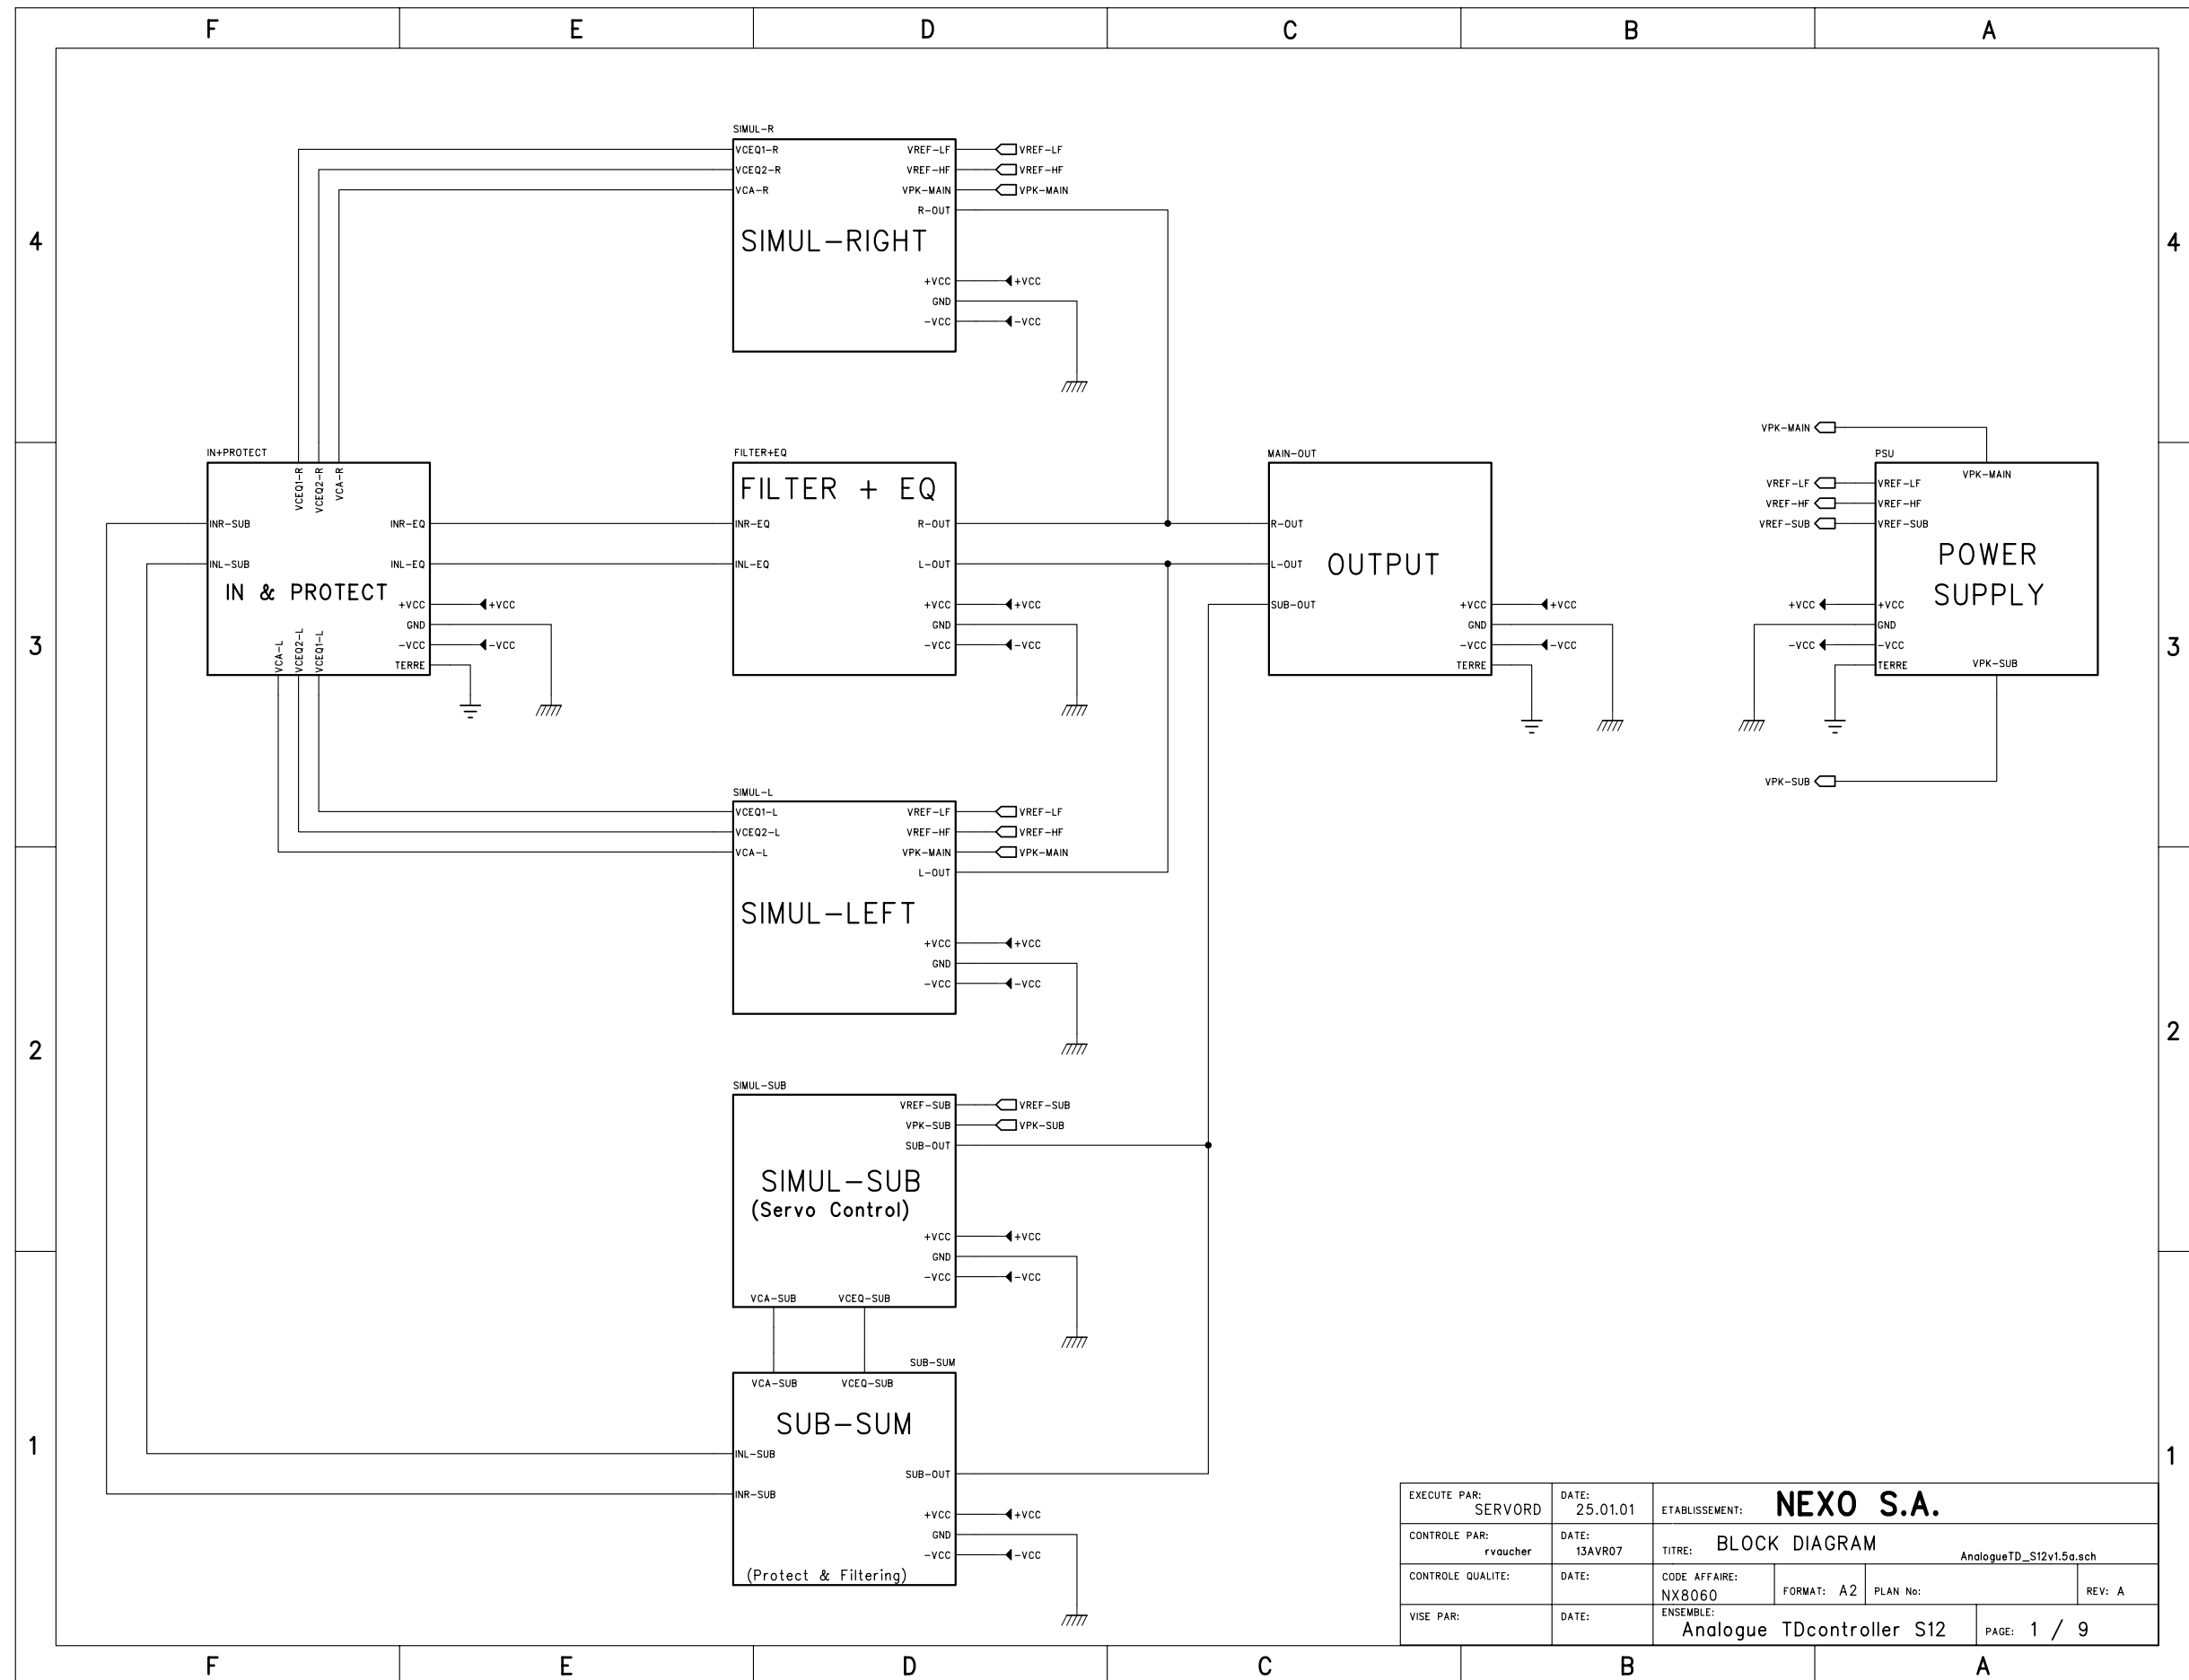 F E D C B A
4 4
3 3
2 2
1 1
SIMUL-R
VCEQ1-R VREF-LF VREF-LF
VCEQ2-R VREF-HF VREF-HF
VCA-R VPK-MAIN VPK-MAIN
R-OUT
SIMUL-RIGHT
+VCC +VCC
GND
-VCC -VCC
IN+PROTECT
VCEQ1-R
VCEQ2-R
VCA-R
INR-SUB INR-EQ
INL-SUB INL-EQ
IN & PROTECT
+VCC +VCC
GND
-VCC -VCC
TERRE
VCA-L
VCEQ2-L
VCEQ1-L
FILTER+EQ
FILTER + EQ
INR-EQ R-OUT
INL-EQ L-OUT
+VCC +VCC
GND
-VCC -VCC
MAIN-OUT
R-OUT
L-OUT OUTPUT
SUB-OUT
+VCC +VCC
GND
-VCC -VCC
TERRE
VPK-MAIN
PSU
VPK-MAIN
VREF-LF VREF-LF
VREF-HF VREF-HF
VREF-SUB VREF-SUB
POWER
SUPPLY
+VCC +VCC
GND
-VCC -VCC
TERRE VPK-SUB
VPK-SUB
SIMUL-L
VCEQ1-L VREF-LF VREF-LF
VCEQ2-L VREF-HF VREF-HF
VCA-L VPK-MAIN VPK-MAIN
L-OUT
SIMUL-LEFT
+VCC +VCC
GND
-VCC -VCC
SIMUL-SUB
VREF-SUB VREF-SUB
VPK-SUB VPK-SUB
SUB-OUT
SIMUL-SUB
(Servo Control)
+VCC +VCC
GND
-VCC -VCC
VCA-SUB VCEQ-SUB
SUB-SUM
VCA-SUB VCEQ-SUB
SUB-SUM
INL-SUB
SUB-OUT
INR-SUB
+VCC +VCC
GND
-VCC -VCC
(Protect & Filtering)
EXECUTE PAR: SERVORD DATE: 25.01.01 ETABLISSEMENT: NEXO S.A.
CONTROLE PAR: rvaucher DATE: 13AVR07 TITRE: BLOCK DIAGRAM AnalogueTD_S12v1.5a.sch
CONTROLE QUALITE: DATE: CODE AFFAIRE: NX8060 FORMAT: A2 PLAN No: REV: A
VISE PAR: DATE: ENSEMBLE: Analogue TDcontroller S12 PAGE: 1 / 9
F E D C B A